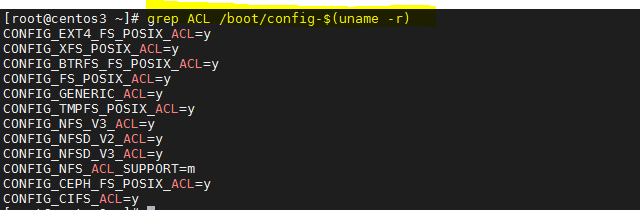 [root@centos3 ~]# grep ACL /boot/config-$(uname -r)
CONFIG_EXT4_FS_POSIX_ACL=y
CONFIG_XFS_POSIX_ACL=y
CONFIG_BTRFS_FS_POSIX_ACL=y
CONFIG_FS_POSIX_ACL=y
CONFIG_GENERIC_ACL=y
CONFIG_TMPFS_POSIX_ACL=y
CONFIG_NFS_V3_ACL=y
CONFIG_NFSD_V2_ACL=y
CONFIG_NFSD_V3_ACL=y
CONFIG_NFS_ACL_SUPPORT=m
CONFIG_CEPH_FS_POSIX_ACL=y
CONFIG_CIFS_ACL=y